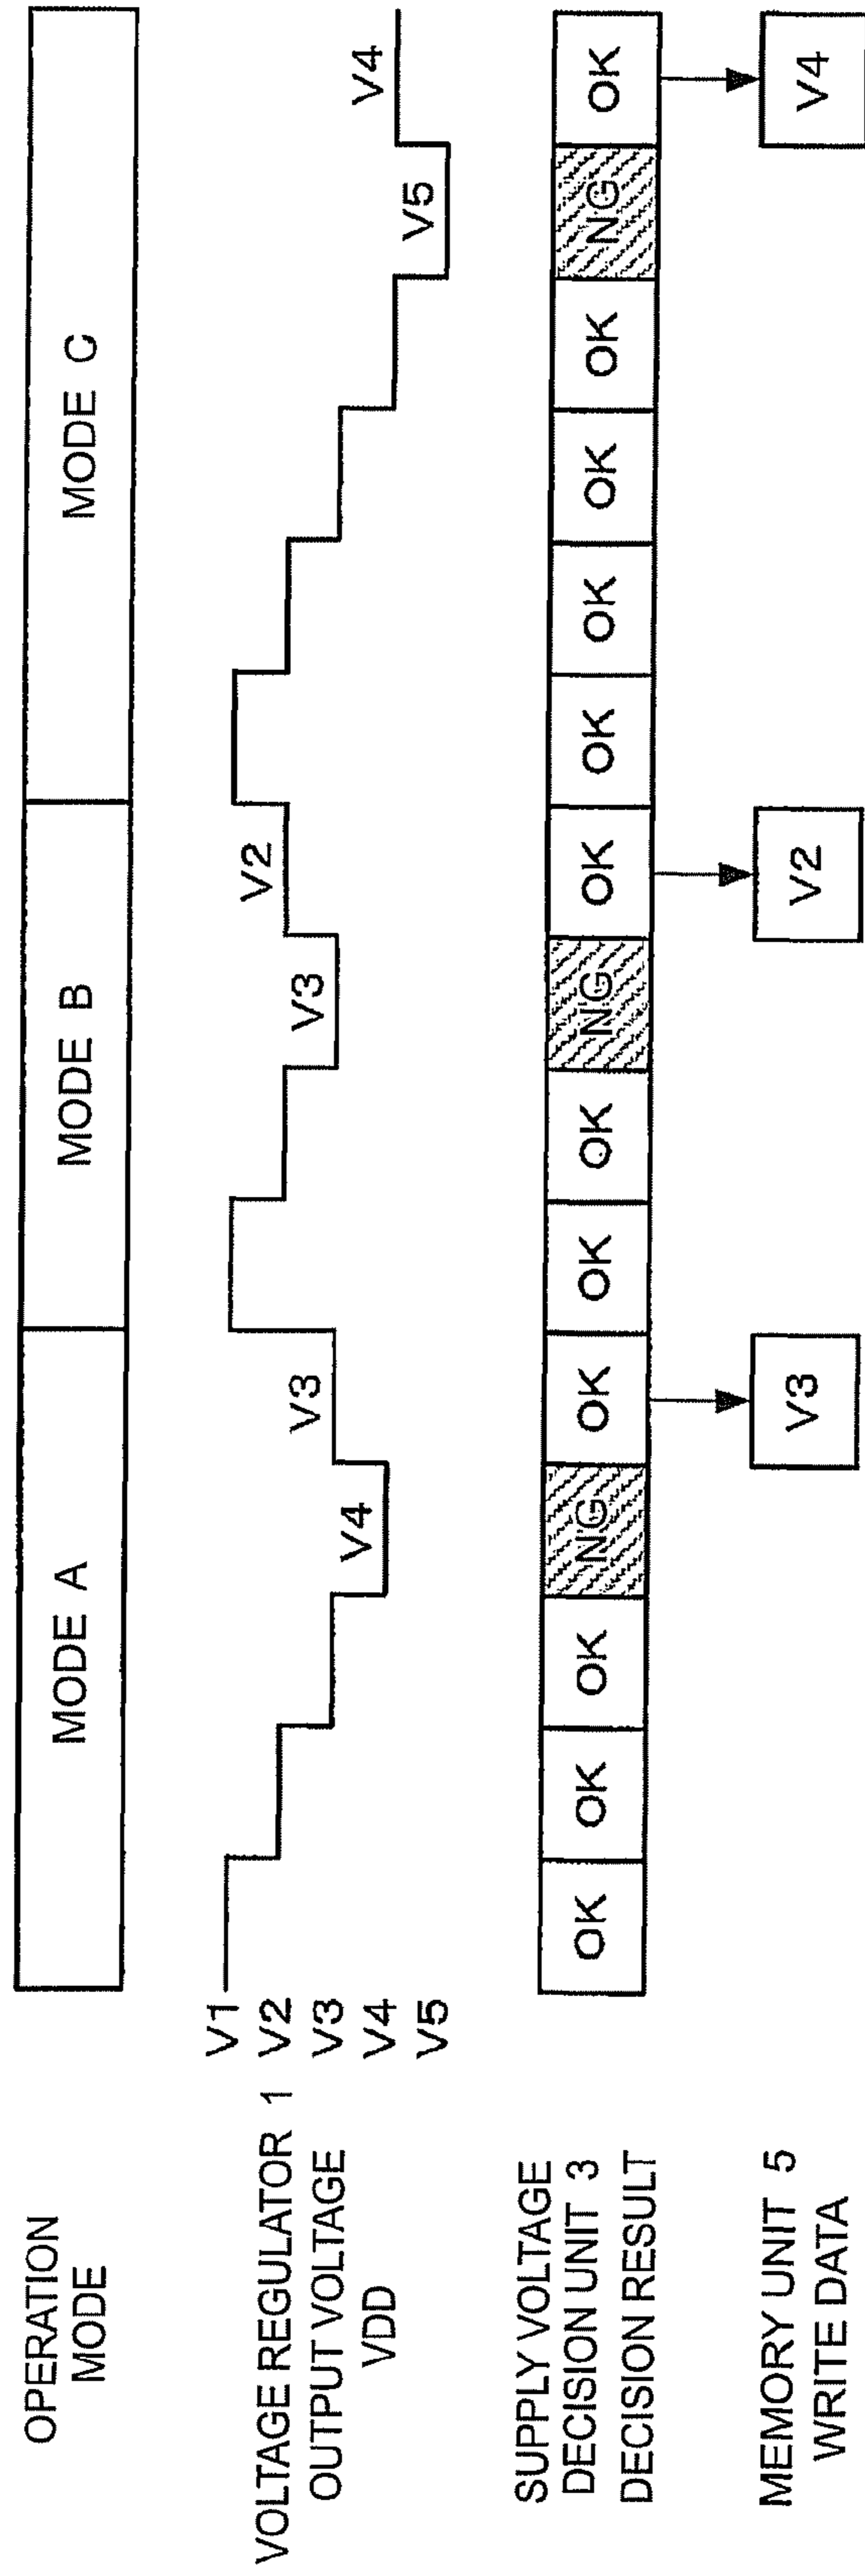 OPERATION
MODE
MODE A
MODE B
MODE C
VOLTAGE REGULATOR 1
OUTPUT VOLTAGE
VDD
V1
V2
V3
V4
V5
V4
V3
V3
V2
V5
V4
SUPPLY VOLTAGE
DECISION UNIT 3
DECISION RESULT
OK
OK
OK
NG
OK
OK
OK
NG
OK
OK
OK
OK
OK
NG
OK
MEMORY UNIT 5
WRITE DATA
V3
V2
V4